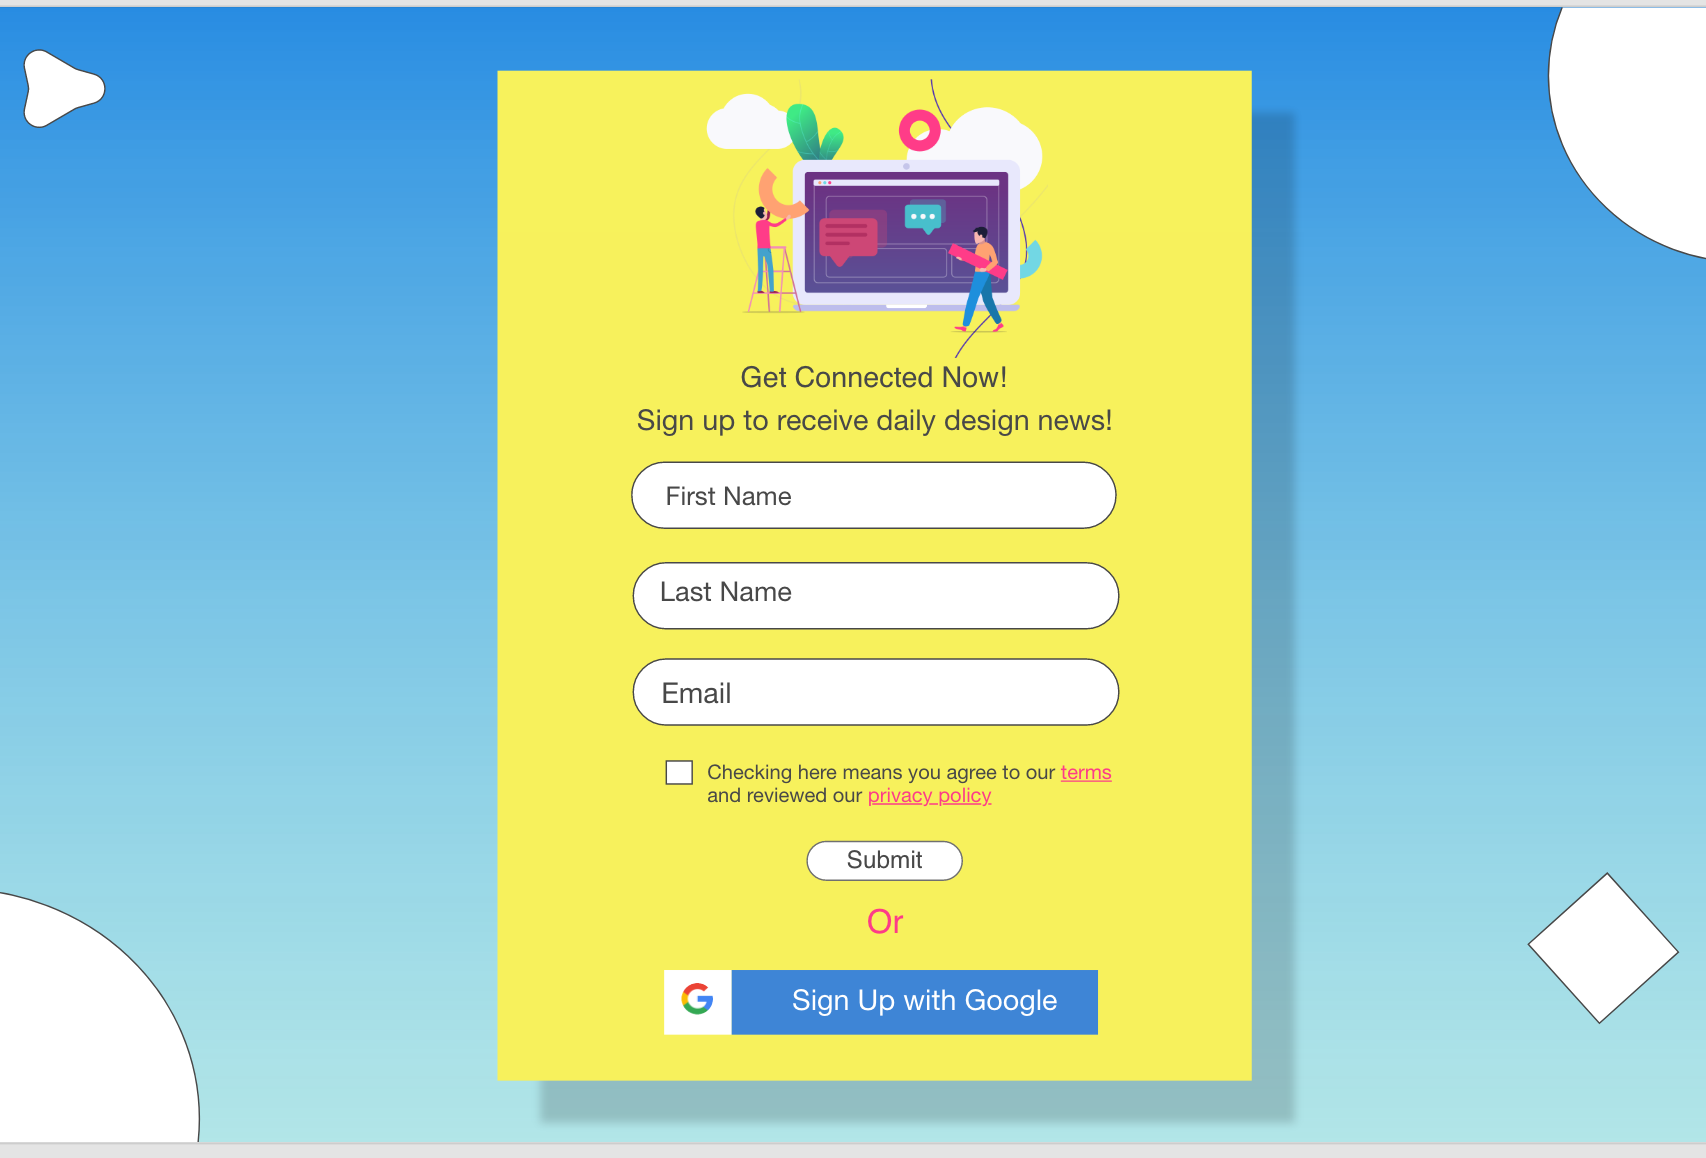 Get Connected Now!
Sign up to receive daily design news!
First Name
Last Name
Email
Checking here means you agree to our terms
and reviewed our privacy policy
Submit
Or
Sign Up with Google